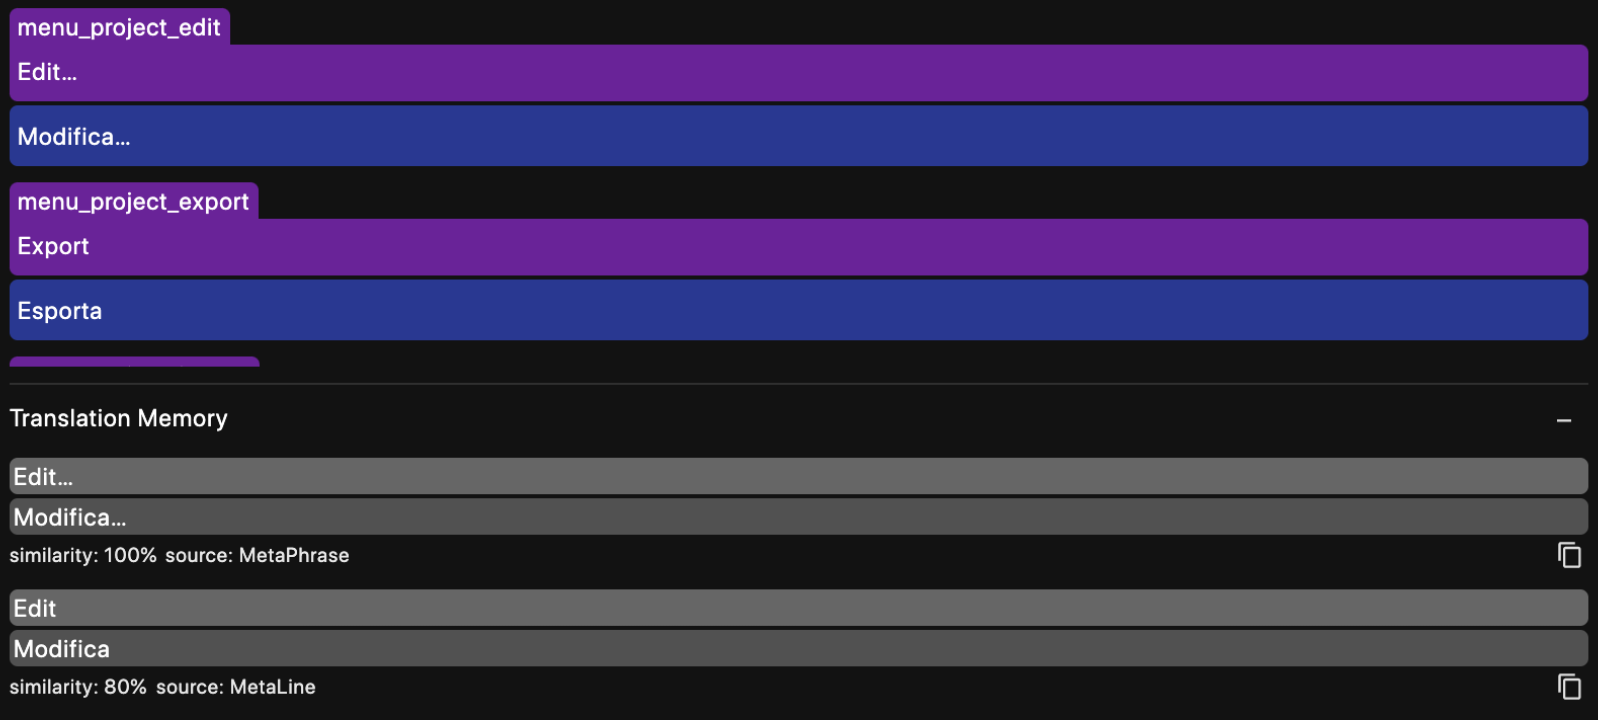 menu_project_edit
Edit…
Modifica…
menu_project_export
Export
Esporta
Translation Memory
Edit…
Modifica…
similarity: 100% source: MetaPhrase
Edit
Modifica
similarity: 80% source: MetaLine